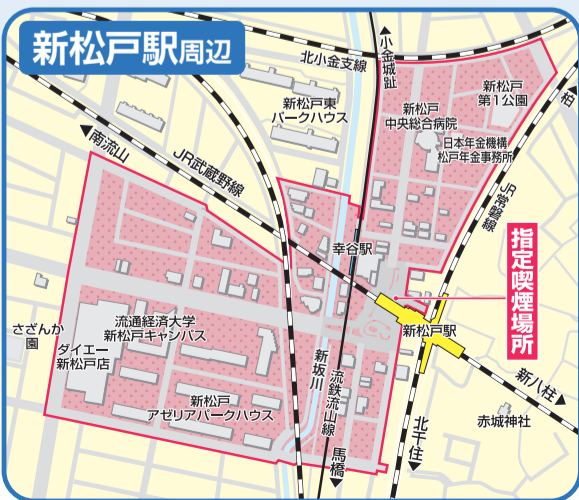 新松戸駅周辺
北小金支線
小金城趾
柏
新松戸東
パークハウス
新松戸
中央総合病院
新松戸
第1公園
日本年金機構
松戸年金事務所
南流山
JR武蔵野線
JR常磐線
幸谷駅
指定喫煙場所
新松戸駅
さざんか
園
ダイエー
新松戸店
流通経済大学
新松戸キャンパス
新松戸
アゼリアパークハウス
新坂川
流鉄流山線
馬橋
北千住
新八柱
赤城神社